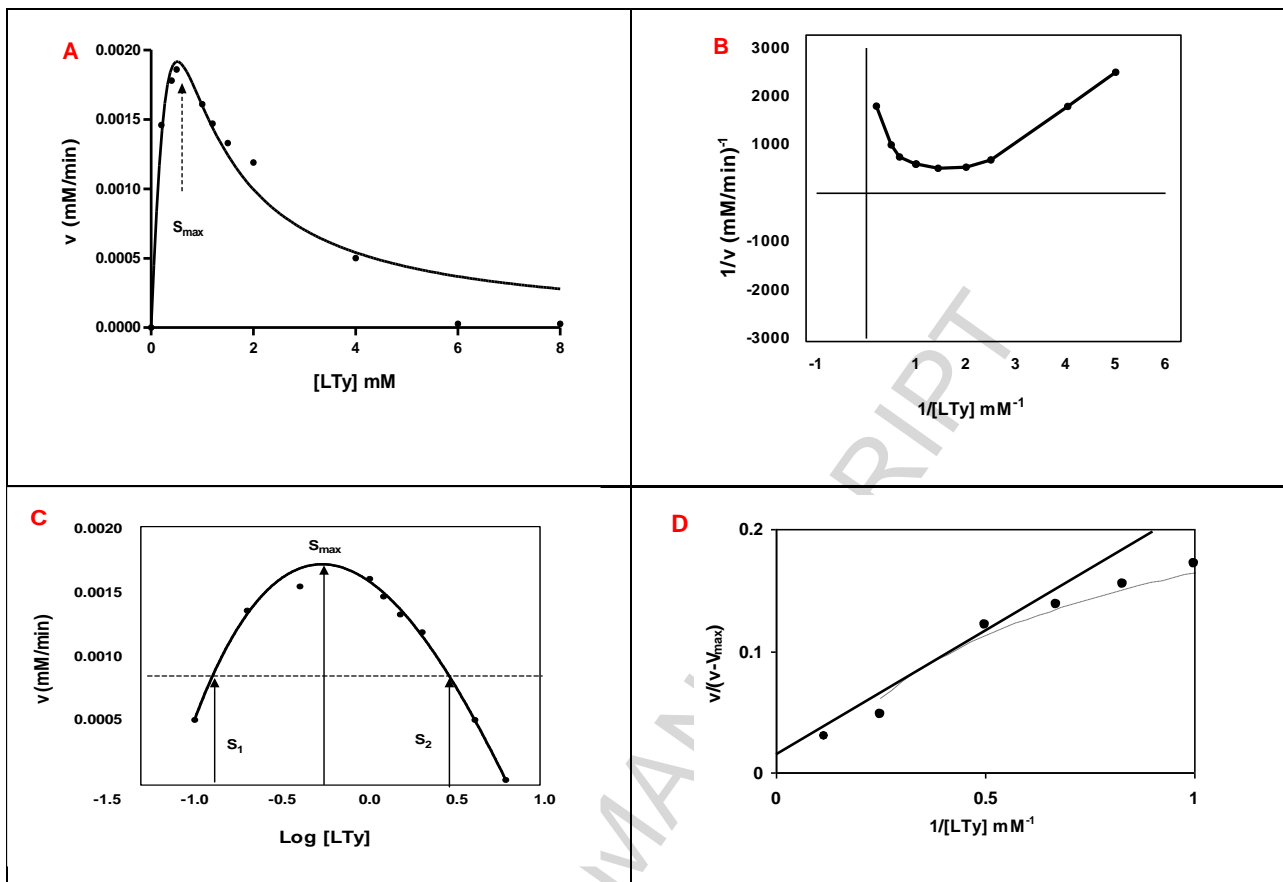 A
0.0020
0.0015
0.0010
0.0005
0.0000
v (mM/min)
S_max
0 2 4 6 8
[LTy] mM
B
3000
2000
1000
-1000
-2000
-3000
1/v (mM/min)-1
-1 1 2 3 4 5 6
1/[LTy] mM-1
C
0.0020
0.0015
0.0010
0.0005
v (mM/min)
Smax
S1
S2
-1.5 -1.0 -0.5 0.0 0.5 1.0
Log [LTy]
D
0.2
0.1
0
v/(v-Vmax)
0 0.5 1
1/[LTy] mM-1